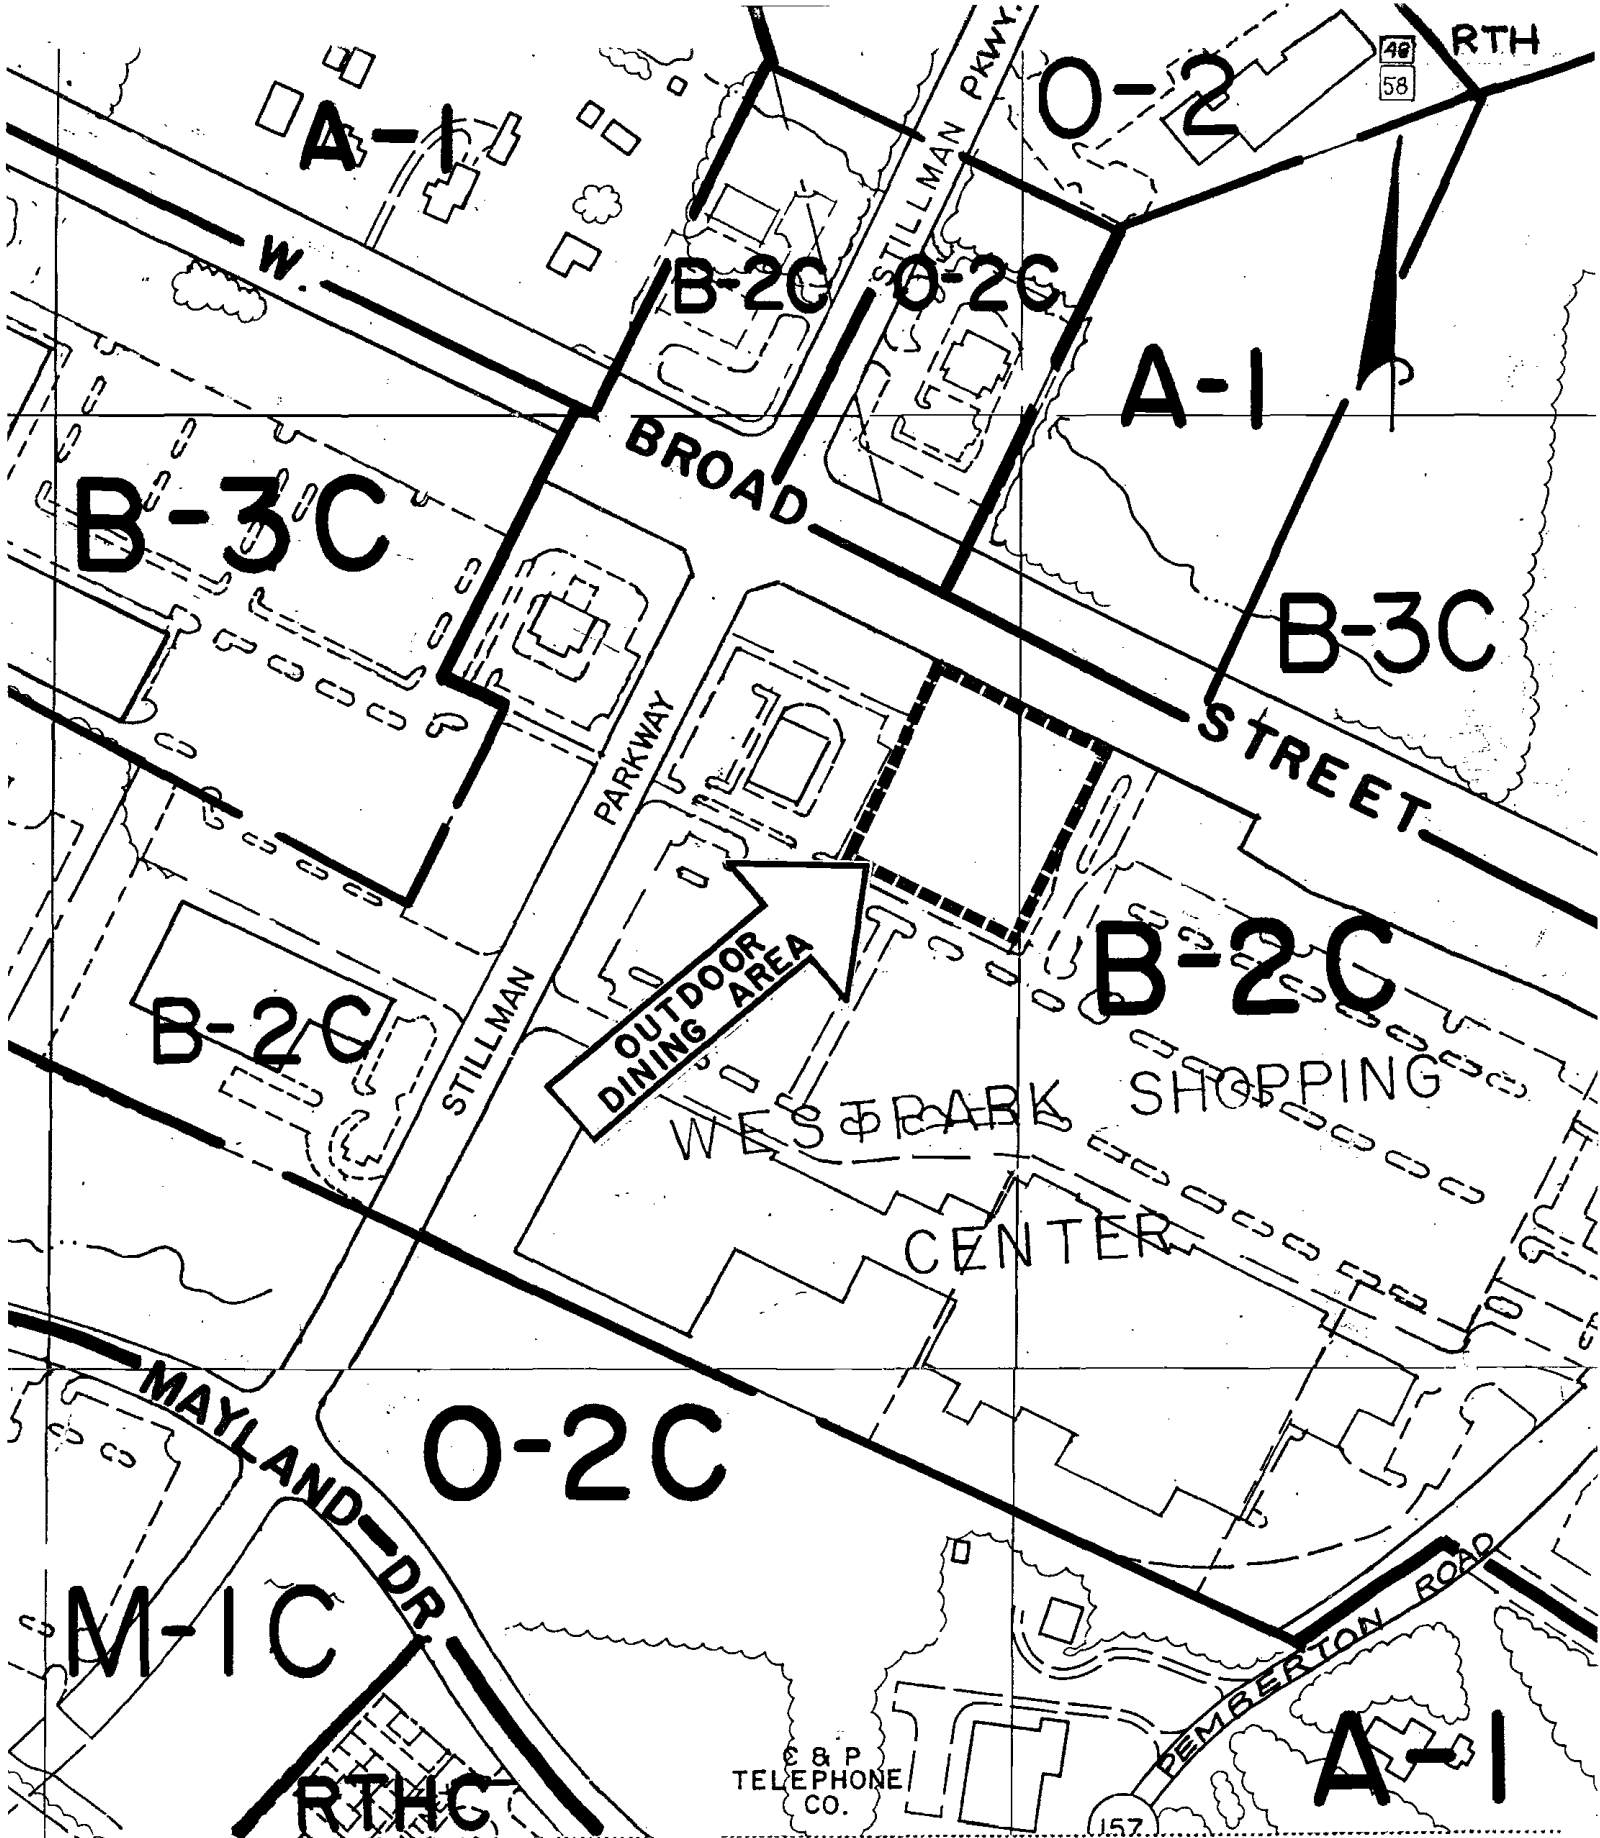 STILLMAN PKWY.
RTH
48
58
O-2
A-1
W.
B-2C
O-2C
A-1
BROAD
B-3C
B-3C
STREET
PARKWAY
OUTDOOR
DINING AREA
B-2C
B-2C
STILLMAN
WESTPARK SHOPPING
CENTER
MAYLAND DR.
O-2C
M-1C
PEMBERTON ROAD
A-1
C & P
TELEPHONE
CO.
RTHC
157